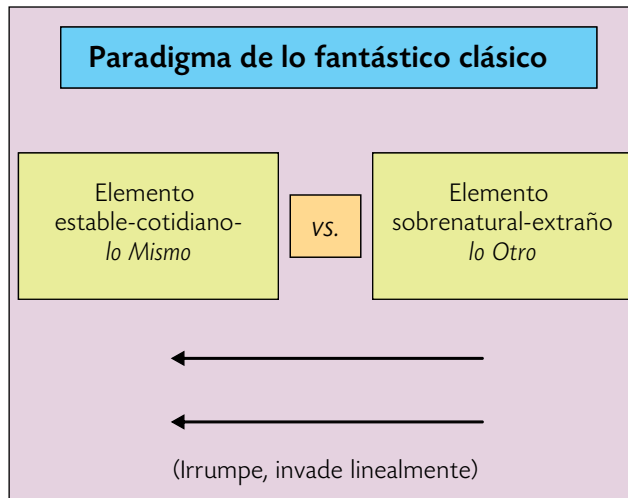 Paradigma de lo fantástico clásico
Elemento
estable-cotidiano-
lo Mismo
vs.
Elemento
sobrenatural-extraño
lo Otro
(Irrumpe, invade linealmente)